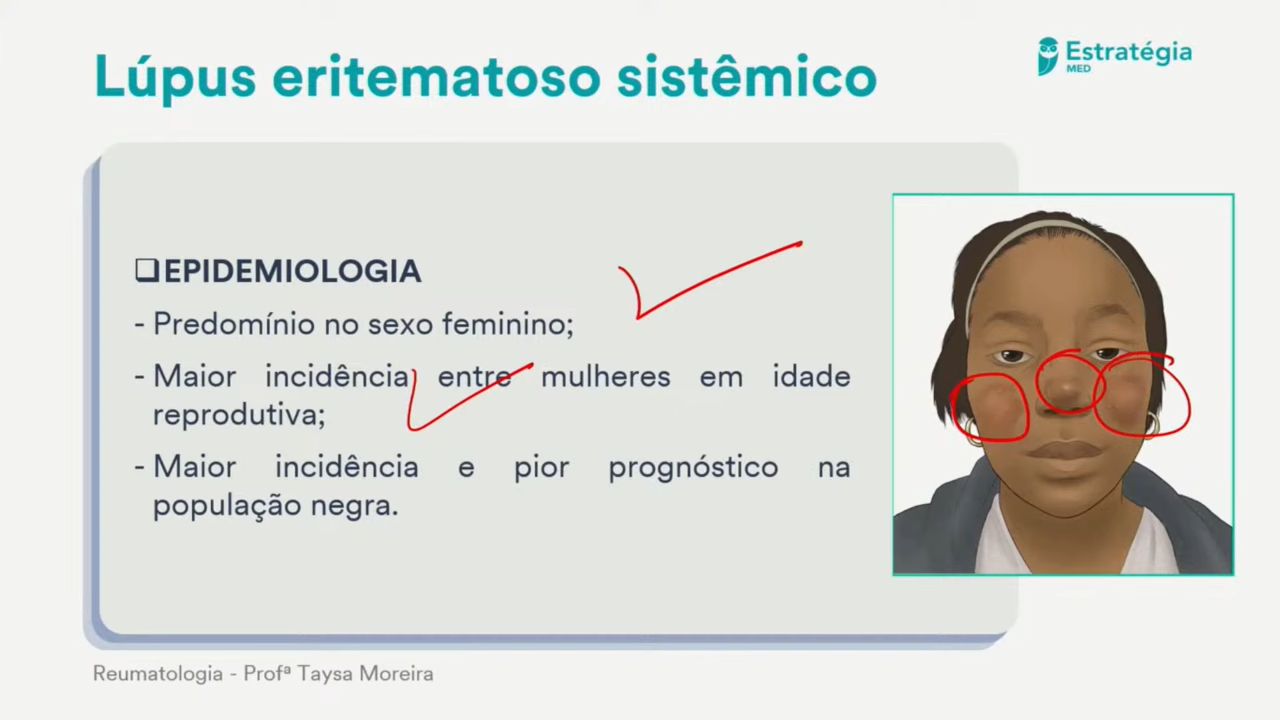 Lúpus eritematoso sistêmico
Estratégia
MED
❑EPIDEMIOLOGIA
- Predomínio no sexo feminino;
- Maior incidência entre mulheres em idade
reprodutiva;
- Maior incidência e pior prognóstico na
população negra.
Reumatologia - Profª Taysa Moreira